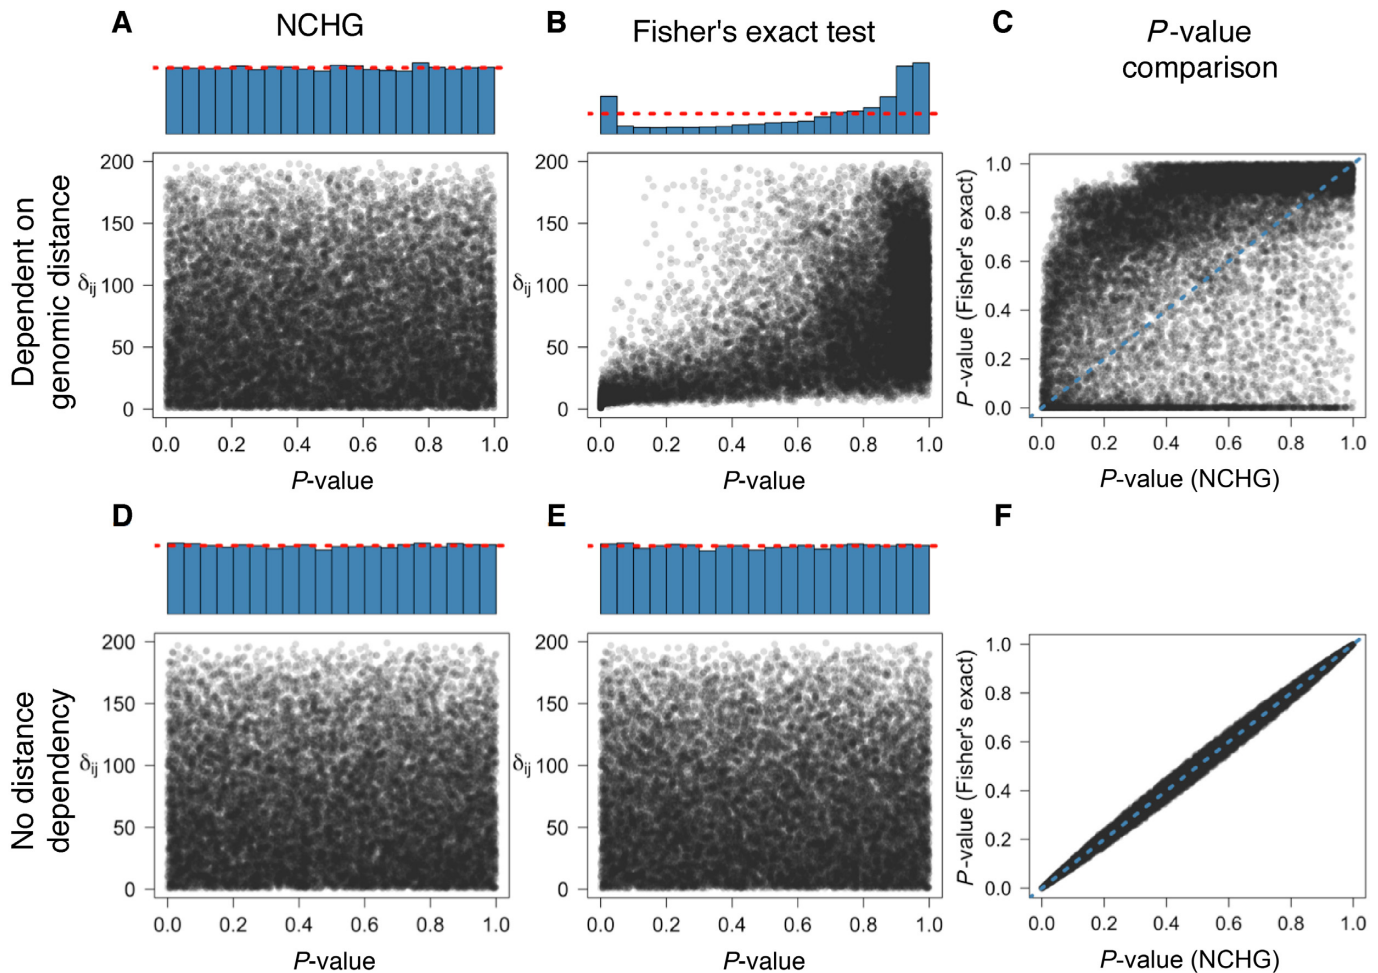 A
NCHG
B
Fisher's exact test
C
P-value
comparison
Dependent on
genomic distance
200
150
δij
100
50
0
0.0 0.2 0.4 0.6 0.8 1.0
P-value
200
150
δij
100
50
0
0.0 0.2 0.4 0.6 0.8 1.0
P-value
P-value (Fisher's exact)
1.0
0.8
0.6
0.4
0.2
0.0
0.0 0.2 0.4 0.6 0.8 1.0
P-value (NCHG)
D
E
F
No distance
dependency
200
150
δij
100
50
0
0.0 0.2 0.4 0.6 0.8 1.0
P-value
200
150
δij
100
50
0
0.0 0.2 0.4 0.6 0.8 1.0
P-value
P-value (Fisher's exact)
1.0
0.8
0.6
0.4
0.2
0.0
0.0 0.2 0.4 0.6 0.8 1.0
P-value (NCHG)